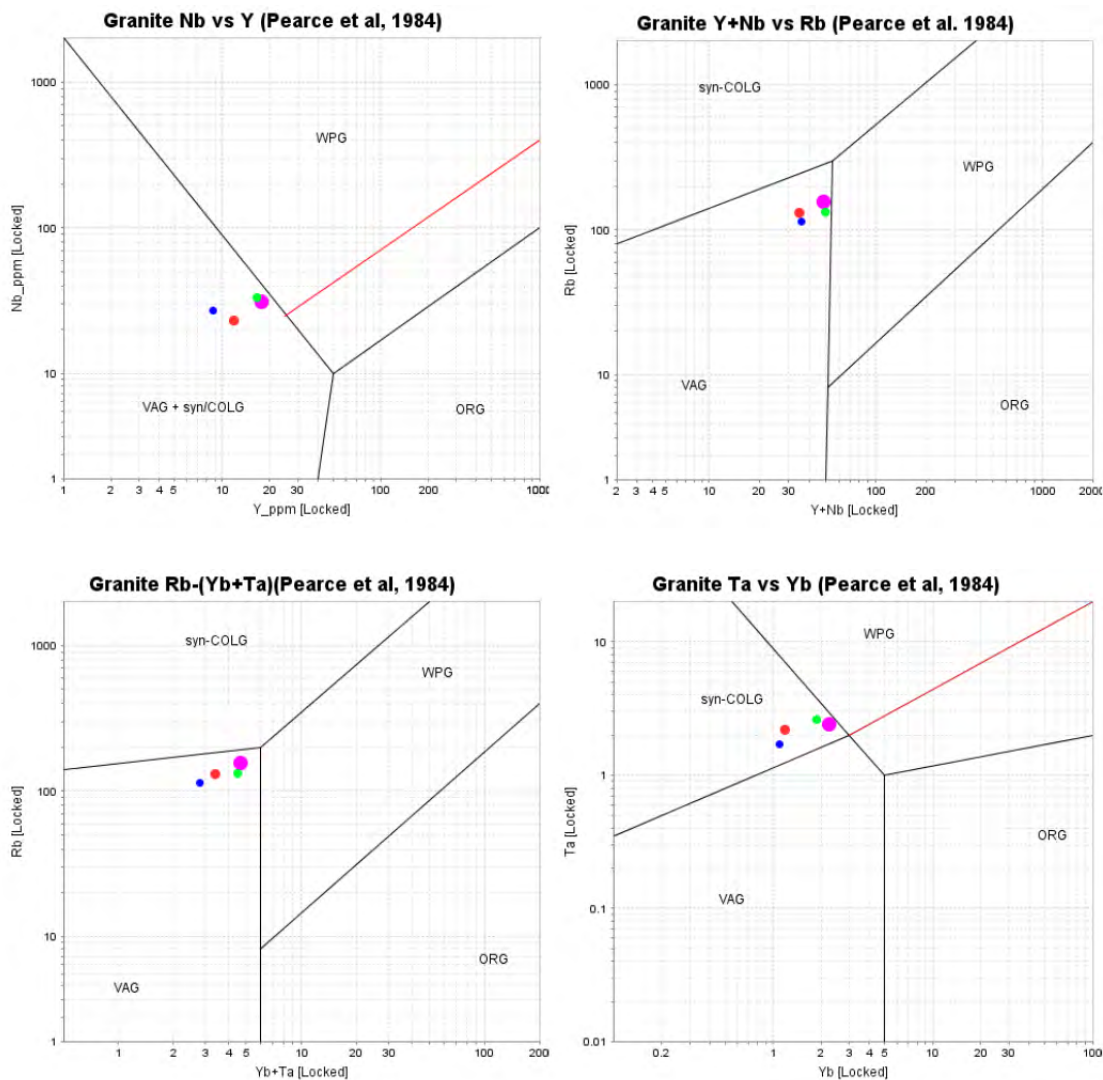 Granite Nb vs Y (Pearce et al, 1984)
1000
100
10
1
Nb_ppm [Locked]
WPG
VAG + syn/COLG
ORG
1 2 3 4 5 10 20 30 100 200 1000
Y_ppm [Locked]
Granite Y+Nb vs Rb (Pearce et al. 1984)
1000
100
10
1
Rb [Locked]
syn-COLG
WPG
VAG
ORG
2 3 4 5 10 20 30 100 200 1000 2000
Y+Nb [Locked]
Granite Rb-(Yb+Ta)(Pearce et al, 1984)
1000
100
10
1
Rb [Locked]
syn-COLG
WPG
VAG
ORG
1 2 3 4 5 10 20 30 100 200
Yb+Ta [Locked]
Granite Ta vs Yb (Pearce et al, 1984)
10
1
0.1
0.01
Ta [Locked]
WPG
syn-COLG
ORG
VAG
0.2 1 2 3 4 5 10 20 30 100
Yb [Locked]